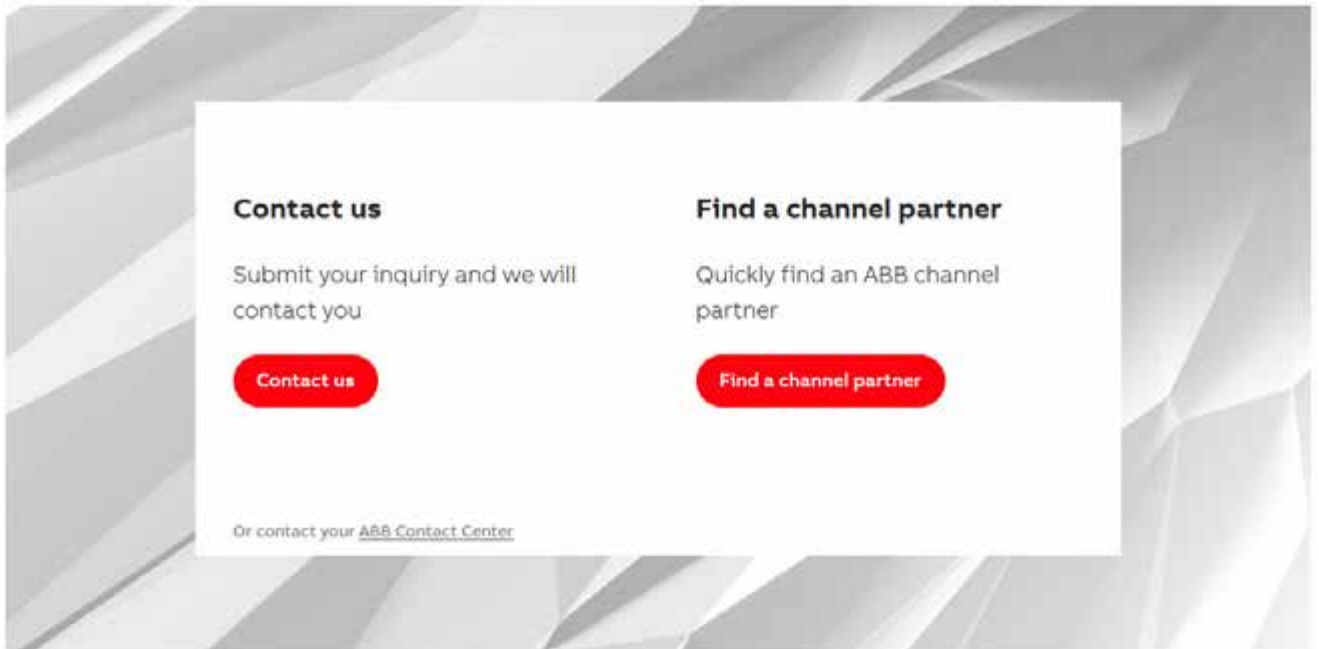 Contact us
Submit your inquiry and we will
contact you
Contact us
Find a channel partner
Quickly find an ABB channel
partner
Find a channel partner
Or contact your ABB Contact Center